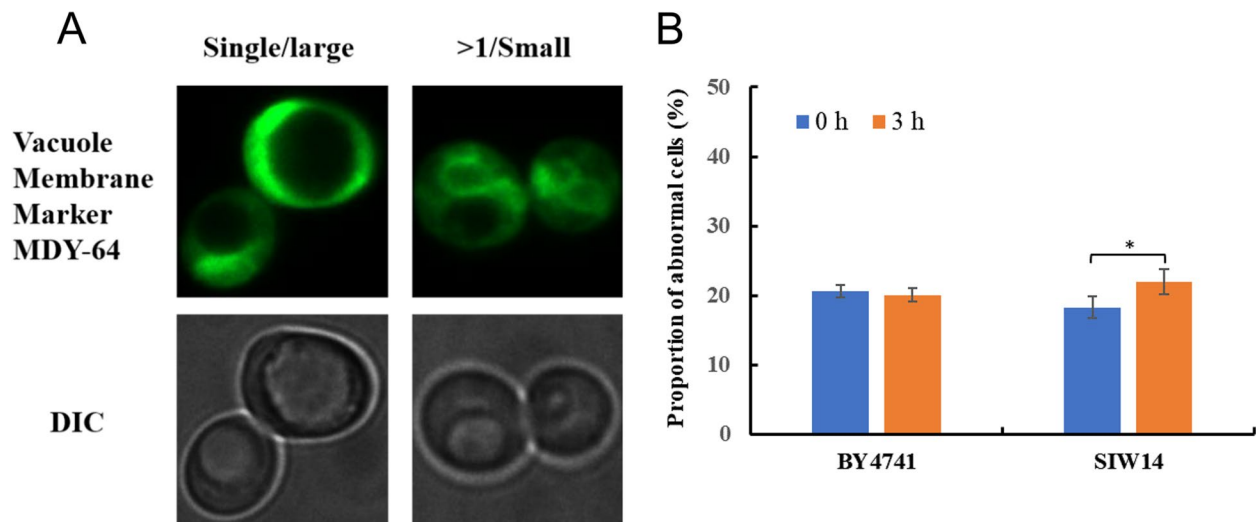 A
Single/large
>1/Small
Vacuole
Membrane
Marker
MDY-64
DIC
B
Proportion of abnormal cells (%)
50
40
30
20
10
0
0 h
3 h
*
BY4741
SIW14